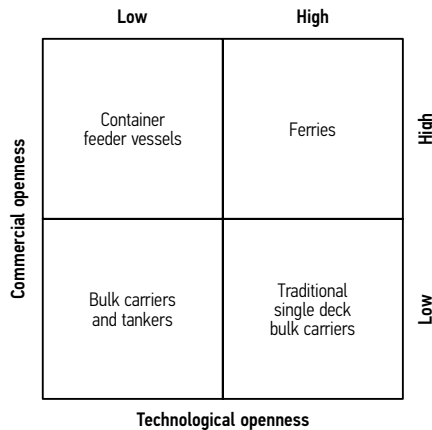 Low
High
Commercial openness
Container
feeder vessels
Ferries
High
Bulk carriers
and tankers
Traditional
single deck
bulk carriers
Low
Technological openness